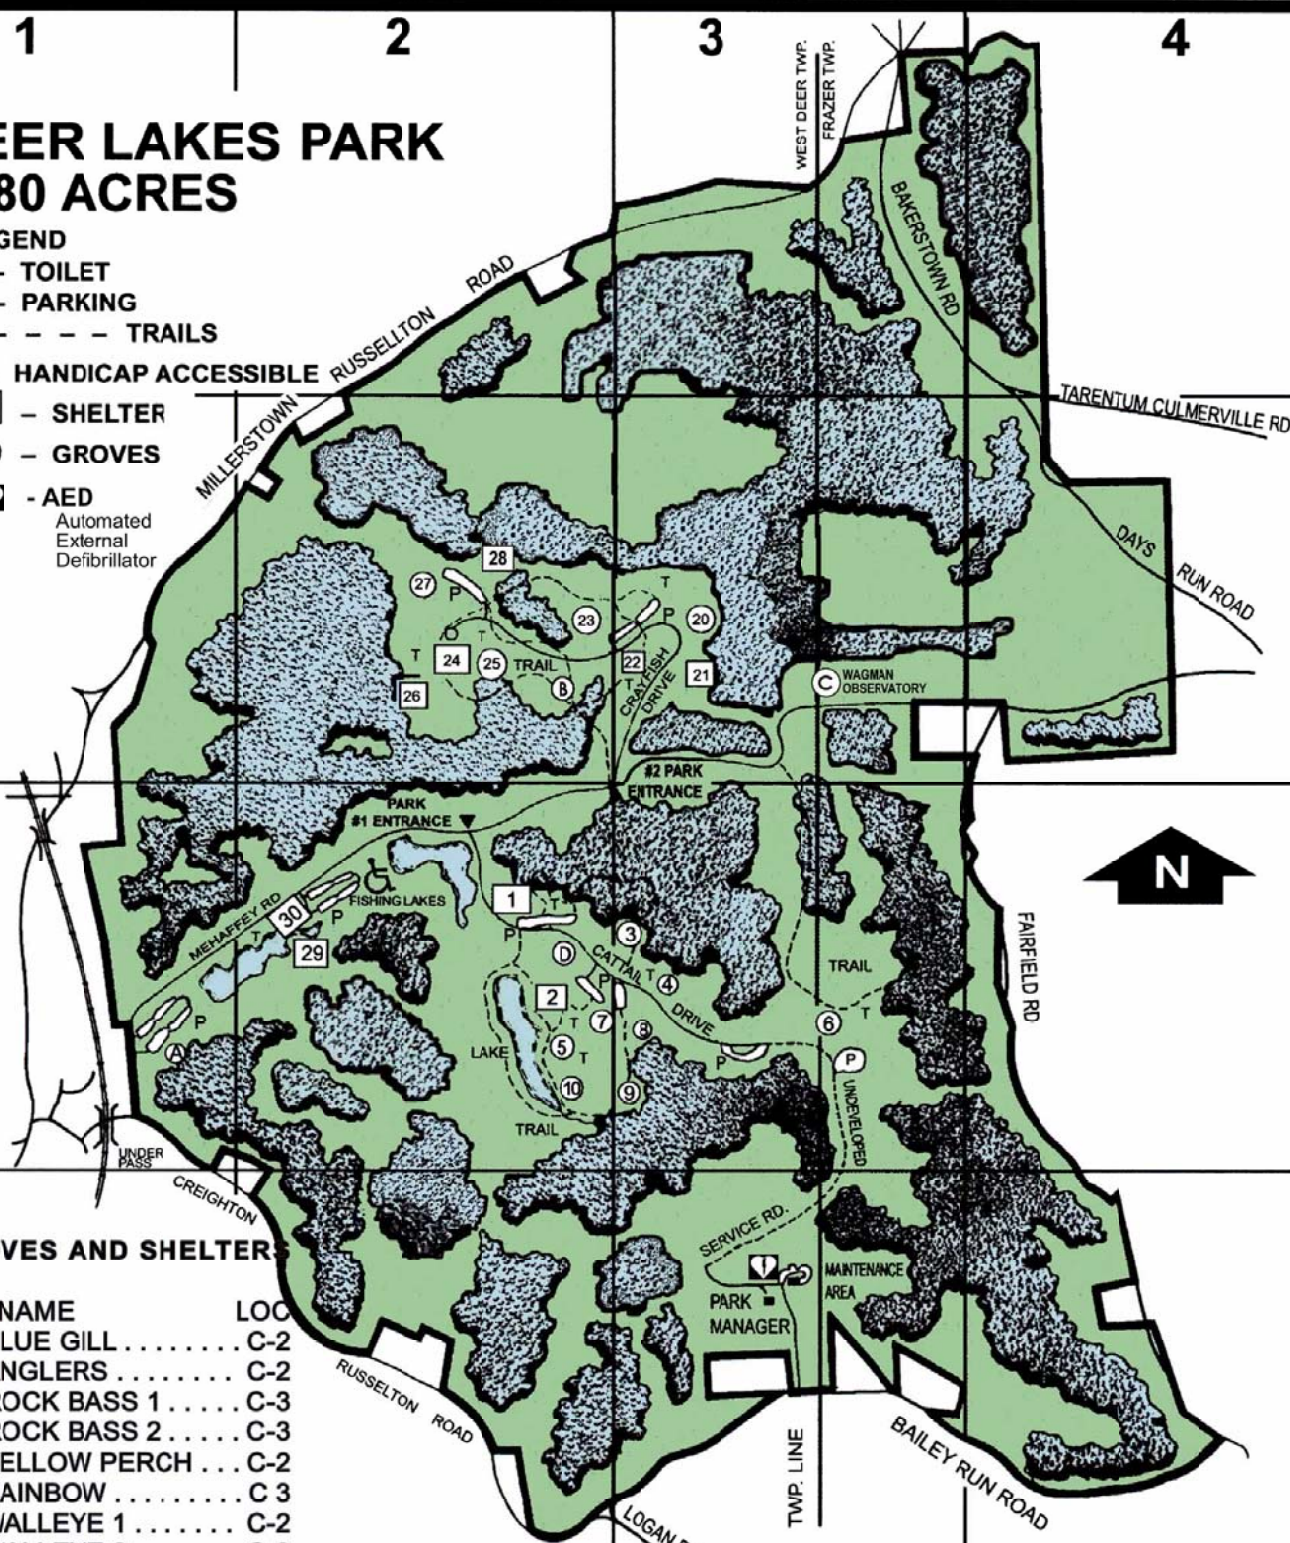 1
2
3
4
EER LAKES PARK
80 ACRES
GEND
- TOILET
- PARKING
- - - - TRAILS
HANDICAP ACCESSIBLE
- SHELTER
- GROVES
- AED
Automated
External
Defibrillator
WEST DEER TWP.
FRAZER TWP.
BAKERSTOWN RD
MILLERSTOWN RUSSELLTON ROAD
TARENTUM CULMERVILLE RD
DAYS RUN ROAD
28
27
P
T
23
P
20
O
T
T
24
25
TRAIL
22
21
26
B
T
CRAYFISH
DRIVE
C
WAGMAN
OBSERVATORY
#2 PARK
ENTRANCE
PARK
#1 ENTRANCE
N
MEHAFFEY RD
FISHING LAKES
30
P
T
29
1
T
P
3
D
CATTAIL
DRIVE
T
4
P
2
TRAIL
FAIRFIELD RD
P
T
7
8
6
T
A
LAKE
5
T
P
P
10
9
TRAIL
UNDEVELOPED
UNDER
PASS
CREIGHTON
SERVICE RD.
MAINTENANCE
AREA
PARK
MANAGER
VES AND SHELTERS
NAME LOC
LUE GILL ........ C-2
NGLERS ........ C-2
ROCK BASS 1 ..... C-3
ROCK BASS 2 ..... C-3
ELLOW PERCH ... C-2
AINBOW ......... C 3
WALLEYE 1 ....... C-2
RUSSELTON ROAD
TWP. LINE
BAILEY RUN ROAD
LOGAN